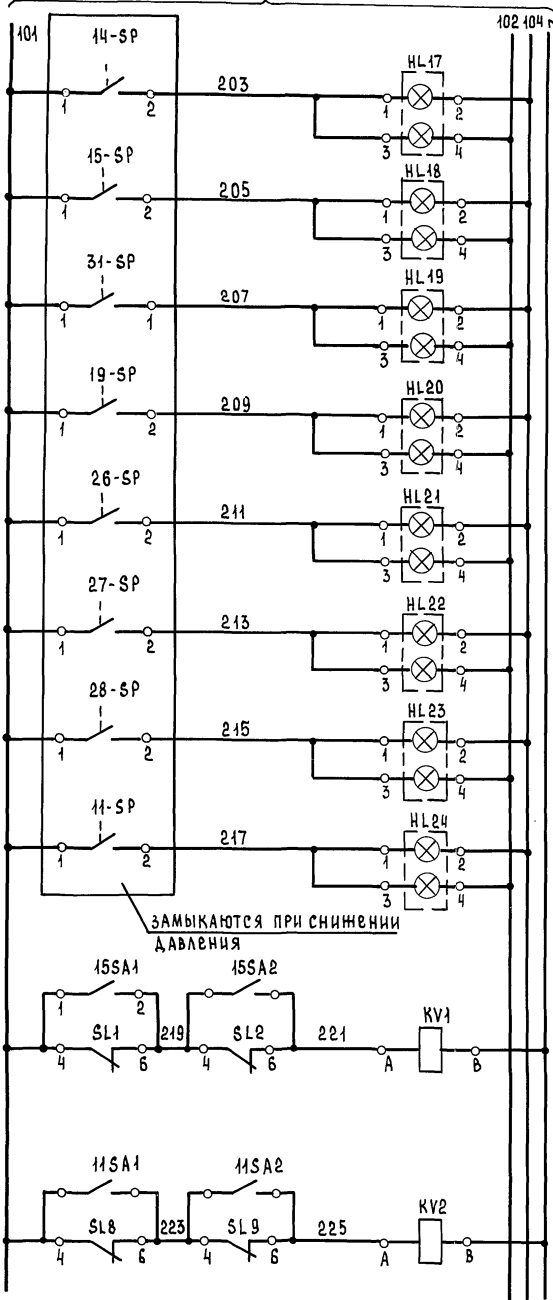 101 102 104
14-SP HL17
203
1 2 1 2
3 4
15-SP HL18
205
1 2 1 2
3 4
31-SP HL19
207
1 1 1 2
3 4
19-SP HL20
209
1 2 1 2
3 4
26-SP HL21
211
1 2 1 2
3 4
27-SP HL22
213
1 2 1 2
3 4
28-SP HL23
215
1 2 1 2
3 4
11-SP HL24
217
1 2 1 2
3 4
ЗАМЫКАЮТСЯ ПРИ СНИЖЕНИИ
ДАВЛЕНИЯ
15SA1 15SA2
1 2
SL1 219 SL2 221 KV1
4 6 4 6 A B
11SA1 11SA2
SL8 223 SL9 225 KV2
4 6 4 6 A B